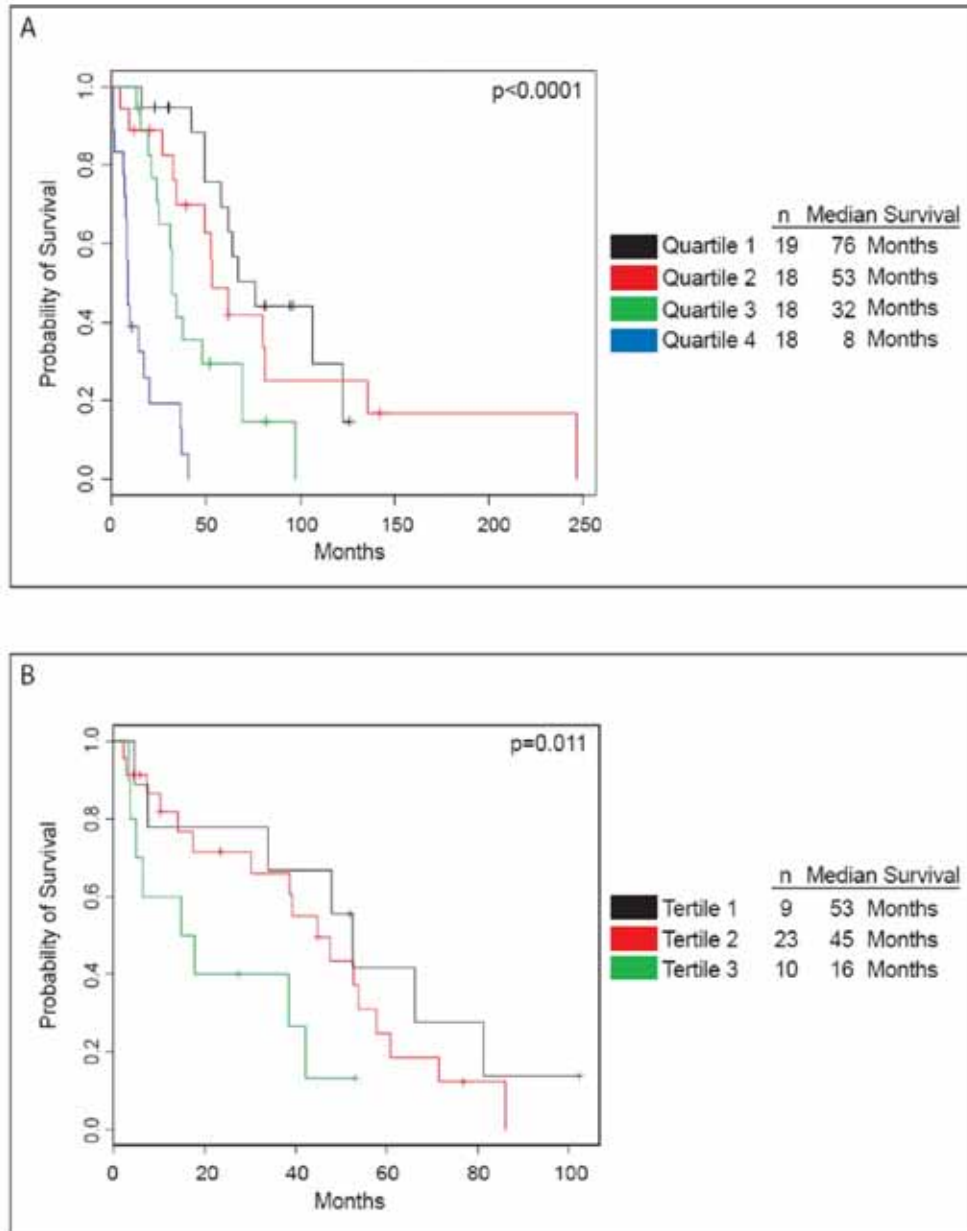 A
p<0.0001
1.0
0.8
0.6
0.4
0.2
0.0
Probability of Survival
0 50 100 150 200 250
Months
n Median Survival
Quartile 1 19 76 Months
Quartile 2 18 53 Months
Quartile 3 18 32 Months
Quartile 4 18 8 Months
B
p=0.011
1.0
0.8
0.6
0.4
0.2
0.0
Probability of Survival
0 20 40 60 80 100
Months
n Median Survival
Tertile 1 9 53 Months
Tertile 2 23 45 Months
Tertile 3 10 16 Months